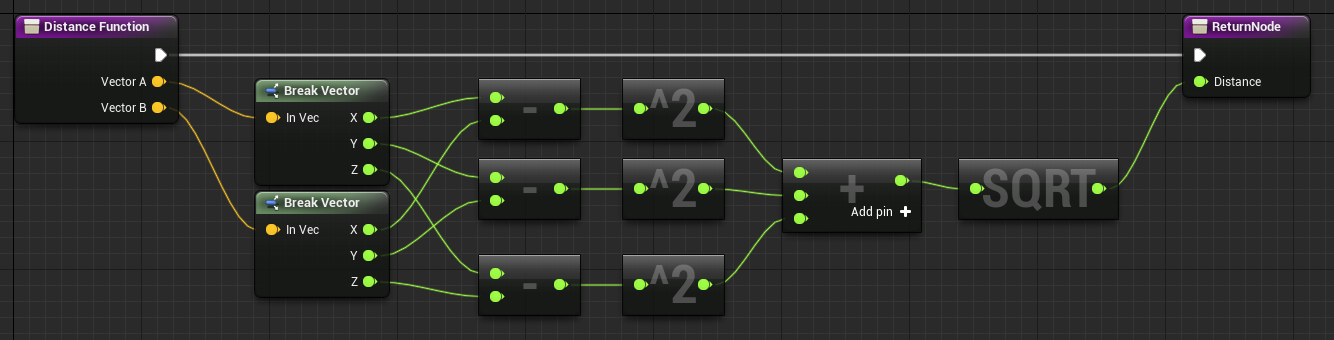 Distance Function
Vector A
Vector B
Break Vector
In Vec X
Y
Z
Break Vector
In Vec X
Y
Z
-
^2
-
^2
-
^2
+
Add pin +
SQRT
ReturnNode
Distance